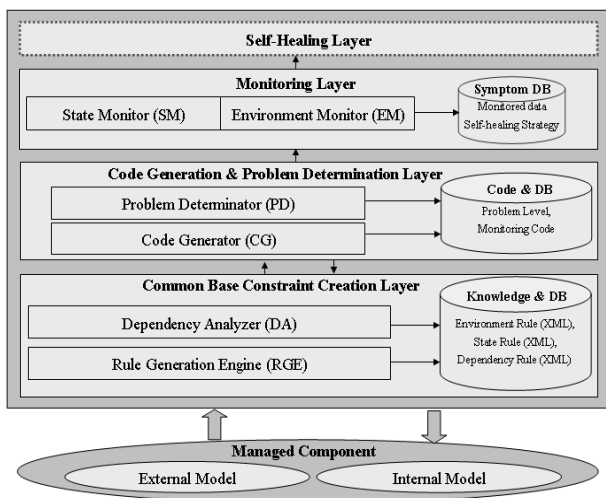 Self-Healing Layer
Monitoring Layer
State Monitor (SM)
Environment Monitor (EM)
Symptom DB
Monitored data
Self-healing Strategy
Code Generation & Problem Determination Layer
Problem Determinator (PD)
Code Generator (CG)
Code & DB
Problem Level,
Monitoring Code
Common Base Constraint Creation Layer
Dependency Analyzer (DA)
Rule Generation Engine (RGE)
Knowledge & DB
Environment Rule (XML),
State Rule (XML),
Dependency Rule (XML)
Managed Component
External Model
Internal Model